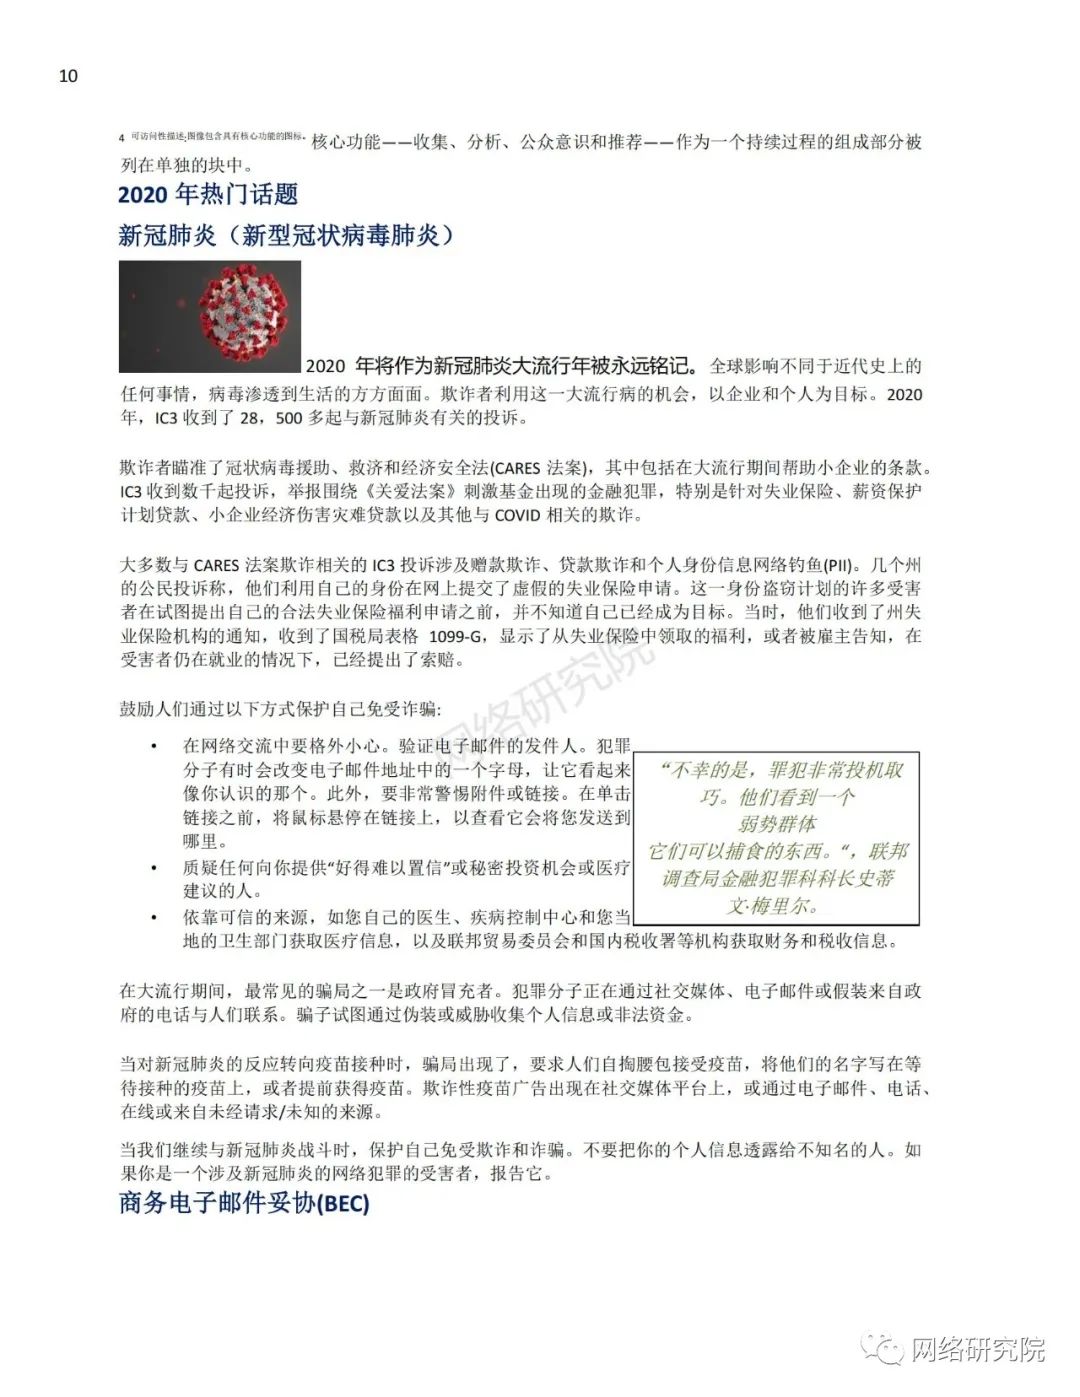 10
4 可访问性描述:图像包含具有核心功能的图标. 核心功能——收集、分析、公众意识和推荐——作为一个持续过程的组成部分被
列在单独的块中。
2020 年热门话题
新冠肺炎（新型冠状病毒肺炎）
2020 年将作为新冠肺炎大流行年被永远铭记。全球影响不同于近代史上的
任何事情，病毒渗透到生活的方方面面。欺诈者利用这一大流行病的机会，以企业和个人为目标。2020
年，IC3 收到了 28，500 多起与新冠肺炎有关的投诉。
欺诈者瞄准了冠状病毒援助、救济和经济安全法(CARES 法案)，其中包括在大流行期间帮助小企业的条款。
IC3 收到数千起投诉，举报围绕《关爱法案》刺激基金出现的金融犯罪，特别是针对失业保险、薪资保护
计划贷款、小企业经济伤害灾难贷款以及其他与 COVID 相关的欺诈。
大多数与 CARES 法案欺诈相关的 IC3 投诉涉及赠款欺诈、贷款欺诈和个人身份信息网络钓鱼(PII)。几个州
的公民投诉称，他们利用自己的身份在网上提交了虚假的失业保险申请。这一身份盗窃计划的许多受害
者在试图提出自己的合法失业保险福利申请之前，并不知道自己已经成为目标。当时，他们收到了州失
业保险机构的通知，收到了国税局表格 1099-G，显示了从失业保险中领取的福利，或者被雇主告知，在
受害者仍在就业的情况下，已经提出了索赔。
鼓励人们通过以下方式保护自己免受诈骗:
• 在网络交流中要格外小心。验证电子邮件的发件人。犯罪
分子有时会改变电子邮件地址中的一个字母，让它看起来
像你认识的那个。此外，要非常警惕附件或链接。在单击
链接之前，将鼠标悬停在链接上，以查看它会将您发送到
哪里。
• 质疑任何向你提供“好得难以置信”或秘密投资机会或医疗
建议的人。
• 依靠可信的来源，如您自己的医生、疾病控制中心和您当
地的卫生部门获取医疗信息，以及联邦贸易委员会和国内税收署等机构获取财务和税收信息。
“不幸的是，罪犯非常投机取
巧。他们看到一个
弱势群体
它们可以捕食的东西。“，联邦
调查局金融犯罪科科长史蒂
文·梅里尔。
在大流行期间，最常见的骗局之一是政府冒充者。犯罪分子正在通过社交媒体、电子邮件或假装来自政
府的电话与人们联系。骗子试图通过伪装或威胁收集个人信息或非法资金。
当对新冠肺炎的反应转向疫苗接种时，骗局出现了，要求人们自掏腰包接受疫苗，将他们的名字写在等
待接种的疫苗上，或者提前获得疫苗。欺诈性疫苗广告出现在社交媒体平台上，或通过电子邮件、电话、
在线或来自未经请求/未知的来源。
当我们继续与新冠肺炎战斗时，保护自己免受欺诈和诈骗。不要把你的个人信息透露给不知名的人。如
果你是一个涉及新冠肺炎的网络犯罪的受害者，报告它。
商务电子邮件妥协(BEC)
网络研究院
网络研究院